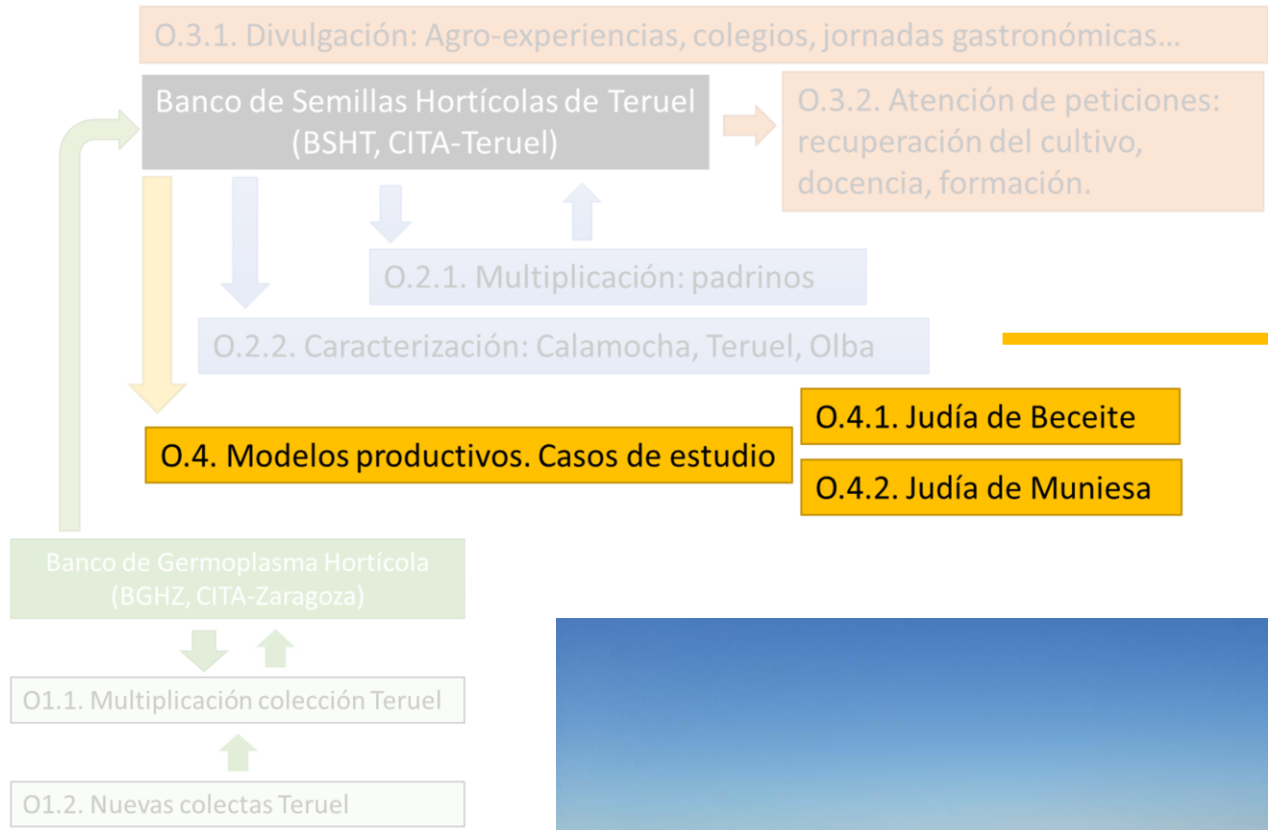 O.3.1. Divulgación: Agro-experiencias, colegios, jornadas gastronómicas...
Banco de Semillas Hortícolas de Teruel
(BSHT, CITA-Teruel)
O.3.2. Atención de peticiones:
recuperación del cultivo,
docencia, formación.
O.2.1. Multiplicación: padrinos
O.2.2. Caracterización: Calamocha, Teruel, Olba
O.4. Modelos productivos. Casos de estudio
O.4.1. Judía de Beceite
O.4.2. Judía de Muniesa
Banco de Germoplasma Hortícola
(BGHZ, CITA-Zaragoza)
O1.1. Multiplicación colección Teruel
O1.2. Nuevas colectas Teruel